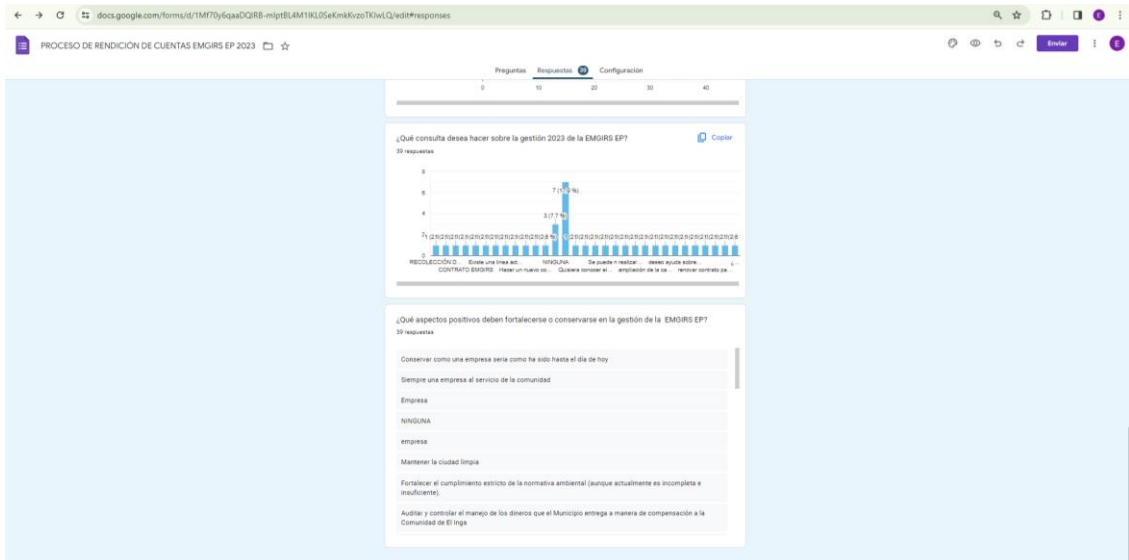 docs.google.com/forms/d/1Mf70y6qaaDQIRB-mIptBL4M1IKL0SeKmkKvzoTKIwLQ/edit#responses
E
PROCESO DE RENDICIÓN DE CUENTAS EMGIRS EP 2023
Enviar
E
Preguntas Respuestas 39 Configuración
0 10 20 30 40
¿Qué consulta desea hacer sobre la gestión 2023 de la EMGIRS EP?
Copiar
39 respuestas
8
6
4
2
0
3 (7,7 %)
RECOLECCIÓN D... Existe una línea act... NINGUNA Se puede n realizar... deseo ayuda sobre...
CONTRATO EMGIRS Hacer un nuevo co... Quisiera conocer el... ampliación de la ca... renovar contrato pa...
¿Qué aspectos positivos deben fortalecerse o conservarse en la gestión de la EMGIRS EP?
39 respuestas
Conservar como una empresa seria como ha sido hasta el día de hoy
Siempre una empresa al servicio de la comunidad
Empresa
NINGUNA
empresa
Mantener la ciudad limpia
Fortalecer el cumplimiento estricto de la normativa ambiental (aunque actualmente es incompleta e
insuficiente).
Auditar y controlar el manejo de los dineros que el Municipio entrega a manera de compensación a la
Comunidad de El Inga